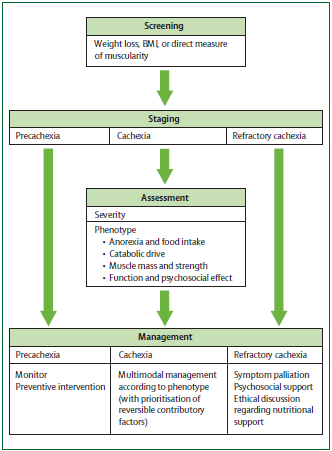 Screening
Weight loss, BMI, or direct measure
of muscularity
Staging
Precachexia
Cachexia
Refractory cachexia
Assessment
Severity
Phenotype
• Anorexia and food intake
• Catabolic drive
• Muscle mass and strength
• Function and psychosocial effect
Management
Precachexia
Monitor
Preventive intervention
Cachexia
Multimodal management
according to phenotype
(with prioritisation of
reversible contributory
factors)
Refractory cachexia
Symptom palliation
Psychosocial support
Ethical discussion
regarding nutritional
support